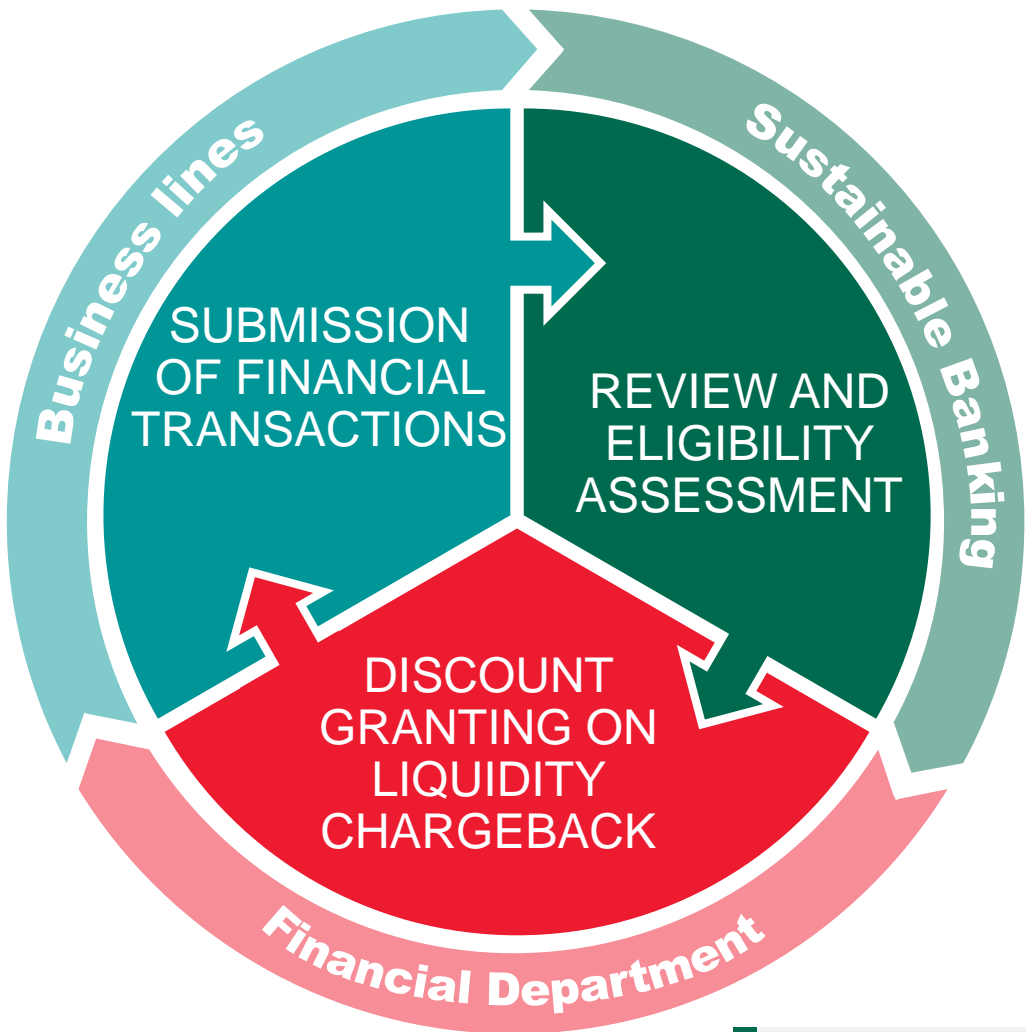 Business lines
SUBMISSION
OF FINANCIAL
TRANSACTIONS
Sustainable Banking
REVIEW AND
ELIGIBILITY
ASSESSMENT
DISCOUNT
GRANTING ON
LIQUIDITY
CHARGEBACK
Financial Department